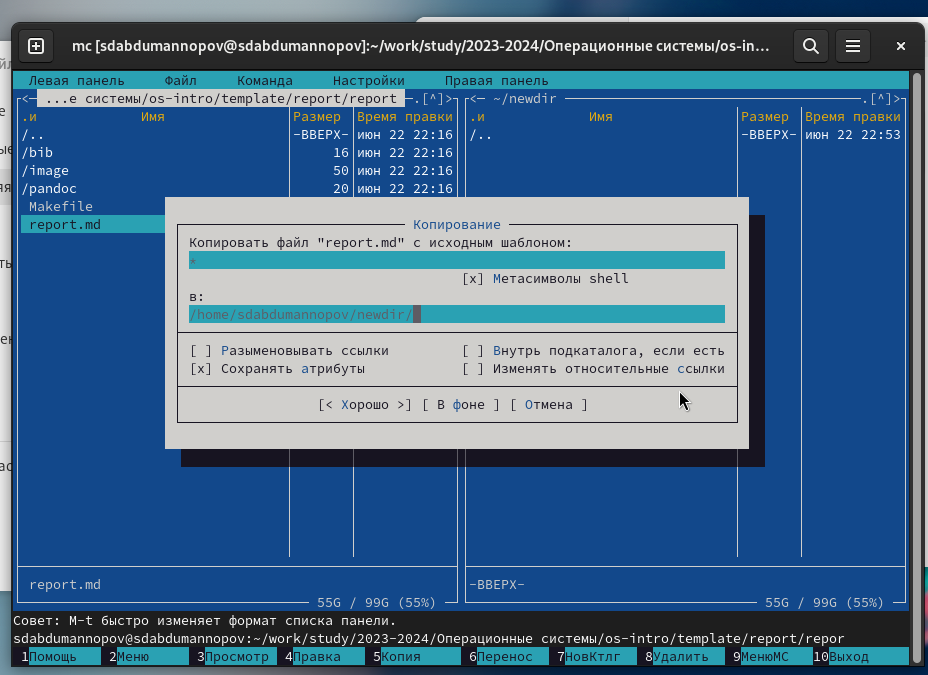 mc [sdabdumannopov@sdabdumannopov]:~/work/study/2023-2024/Операционные системы/os-in…
Левая панель Файл Команда Настройки Правая панель
<— ...е системы/os-intro/template/report/report —.[^]> <— ~/newdir —.[^]>
.и Имя Размер Время правки .и Имя Размер Время правки
/.. -ВВЕРХ- июн 22 22:16 /.. -ВВЕРХ- июн 22 22:53
/bib 16 июн 22 22:16
/image 50 июн 22 22:16
/pandoc 20 июн 22 22:16
Makefile
report.md
Копирование
Копировать файл "report.md" с исходным шаблоном:
*
[x] Метасимволы shell
в:
/home/sdabdumannopov/newdir/
[ ] Разыменовывать ссылки [ ] Внутрь подкаталога, если есть
[x] Сохранять атрибуты [ ] Изменять относительные ссылки
[< Хорошо >] [ В фоне ] [ Отмена ]
report.md -ВВЕРХ-
55G / 99G (55%) 55G / 99G (55%)
Совет: M-t быстро изменяет формат списка панели.
sdabdumannopov@sdabdumannopov:~/work/study/2023-2024/Операционные системы/os-intro/template/report/repor
1Помощь 2Меню 3Просмотр 4Правка 5Копия 6Перенос 7НовКтлг 8Удалить 9МенюМС 10Выход